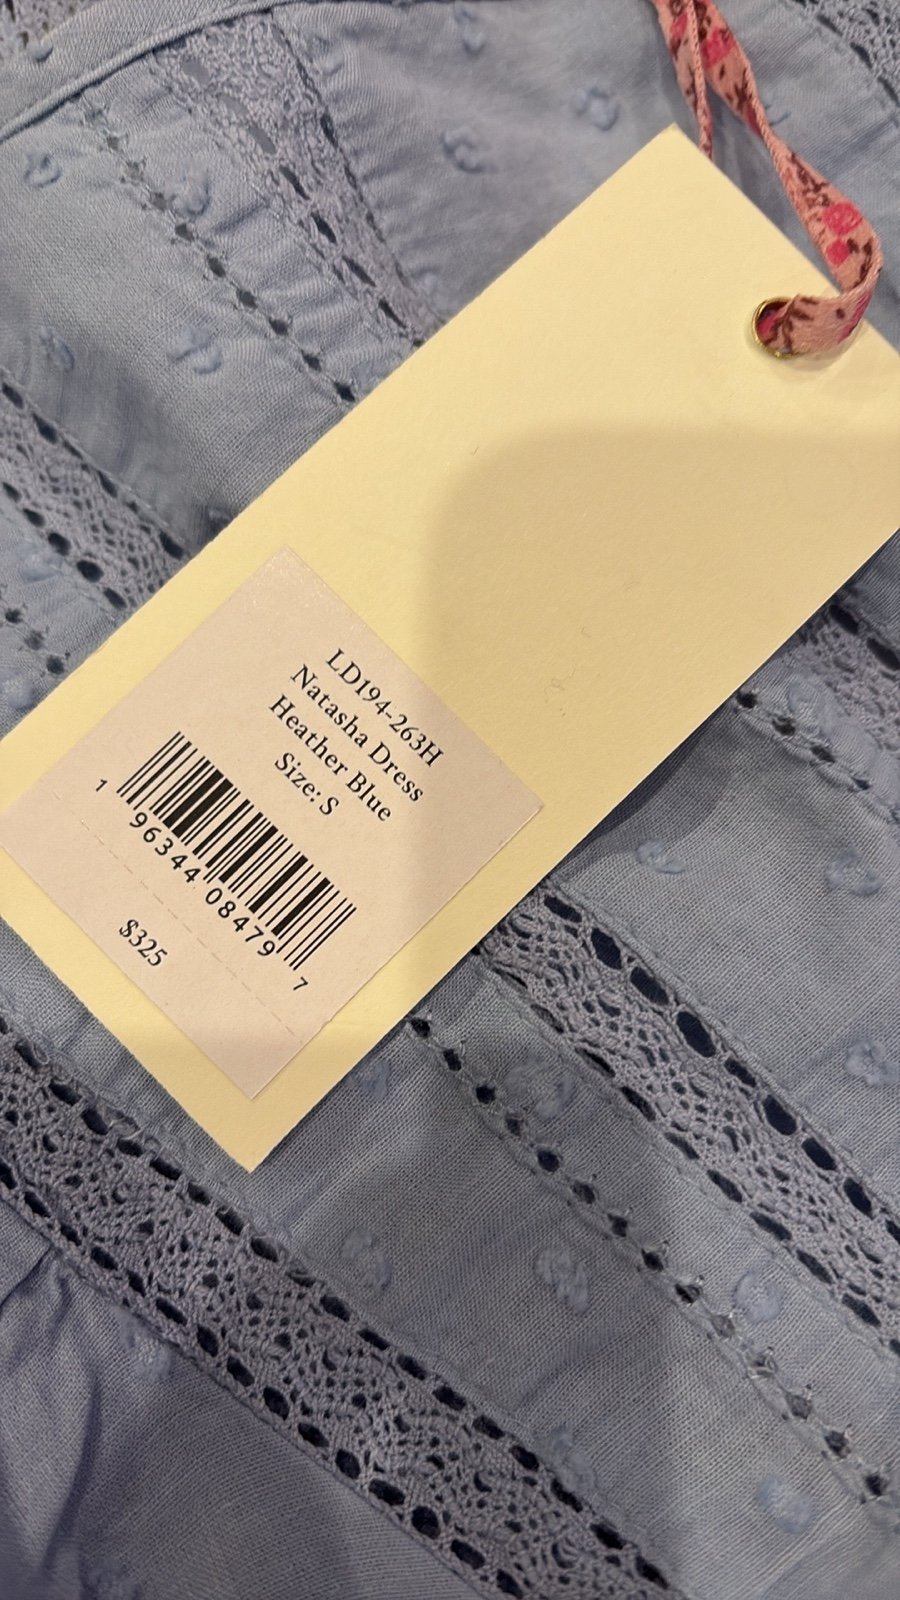 LD194-263H
Natasha Dress
Heather Blue
Size: S
1 96344 08479 7
$325